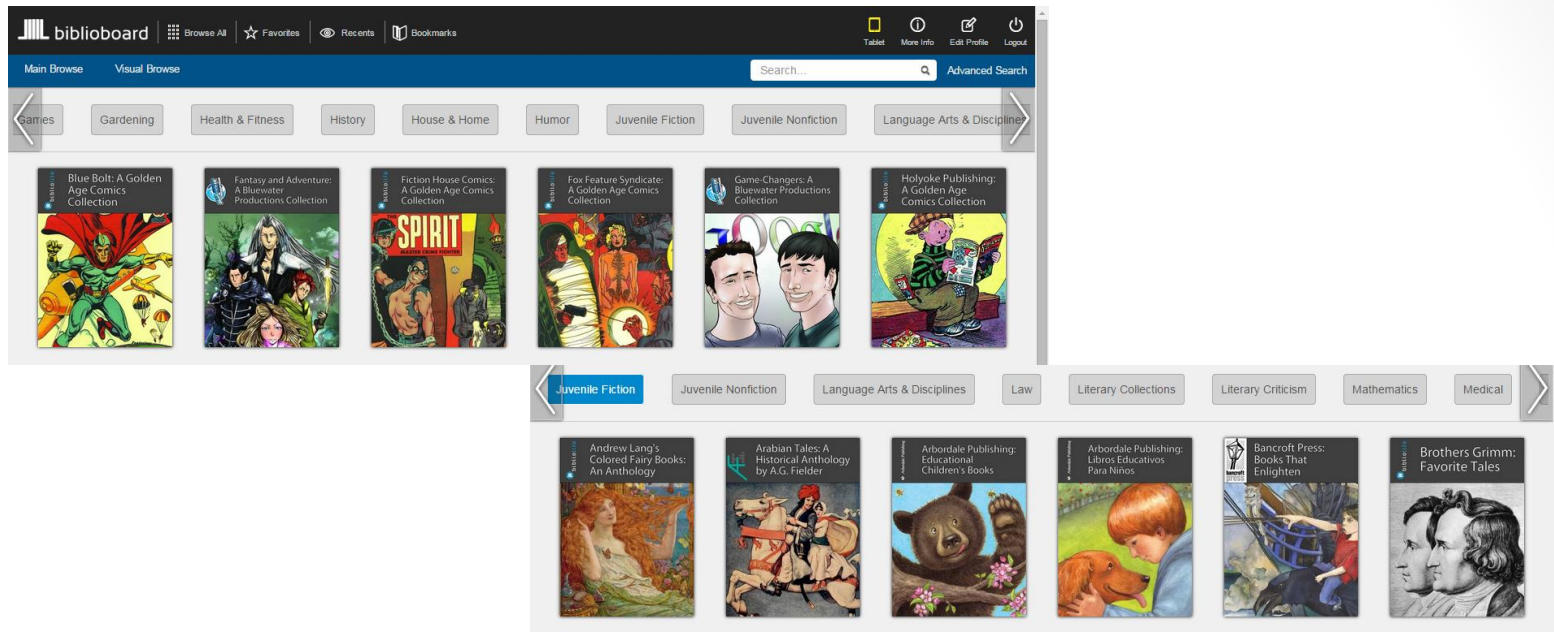 biblioboard Browse All Favorites Recents Bookmarks
Tablet More Info Edit Profile Logout
Main Browse Visual Browse Search... Advanced Search
Games Gardening Health & Fitness History House & Home Humor Juvenile Fiction Juvenile Nonfiction Language Arts & Disciplines
Blue Bolt: A Golden
Age Comics
Collection
Fantasy and Adventure:
A Bluewater
Productions Collection
Fiction House Comics:
A Golden Age Comics
Collection
Fox Feature Syndicate:
A Golden Age Comics
Collection
Game-Changers: A
Bluewater Productions
Collection
Holyoke Publishing:
A Golden Age
Comics Collection
THE
SPIRIT
MASTER CRIME FIGHTER
Juvenile Fiction Juvenile Nonfiction Language Arts & Disciplines Law Literary Collections Literary Criticism Mathematics Medical
Andrew Lang's
Colored Fairy Books:
An Anthology
Arabian Tales: A
Historical Anthology
by A.G. Fielder
Arbordale Publishing:
Educational
Children's Books
Arbordale Publishing:
Libros Educativos
Para Niños
bancroft
press
Bancroft Press:
Books That
Enlighten
Brothers Grimm:
Favorite Tales